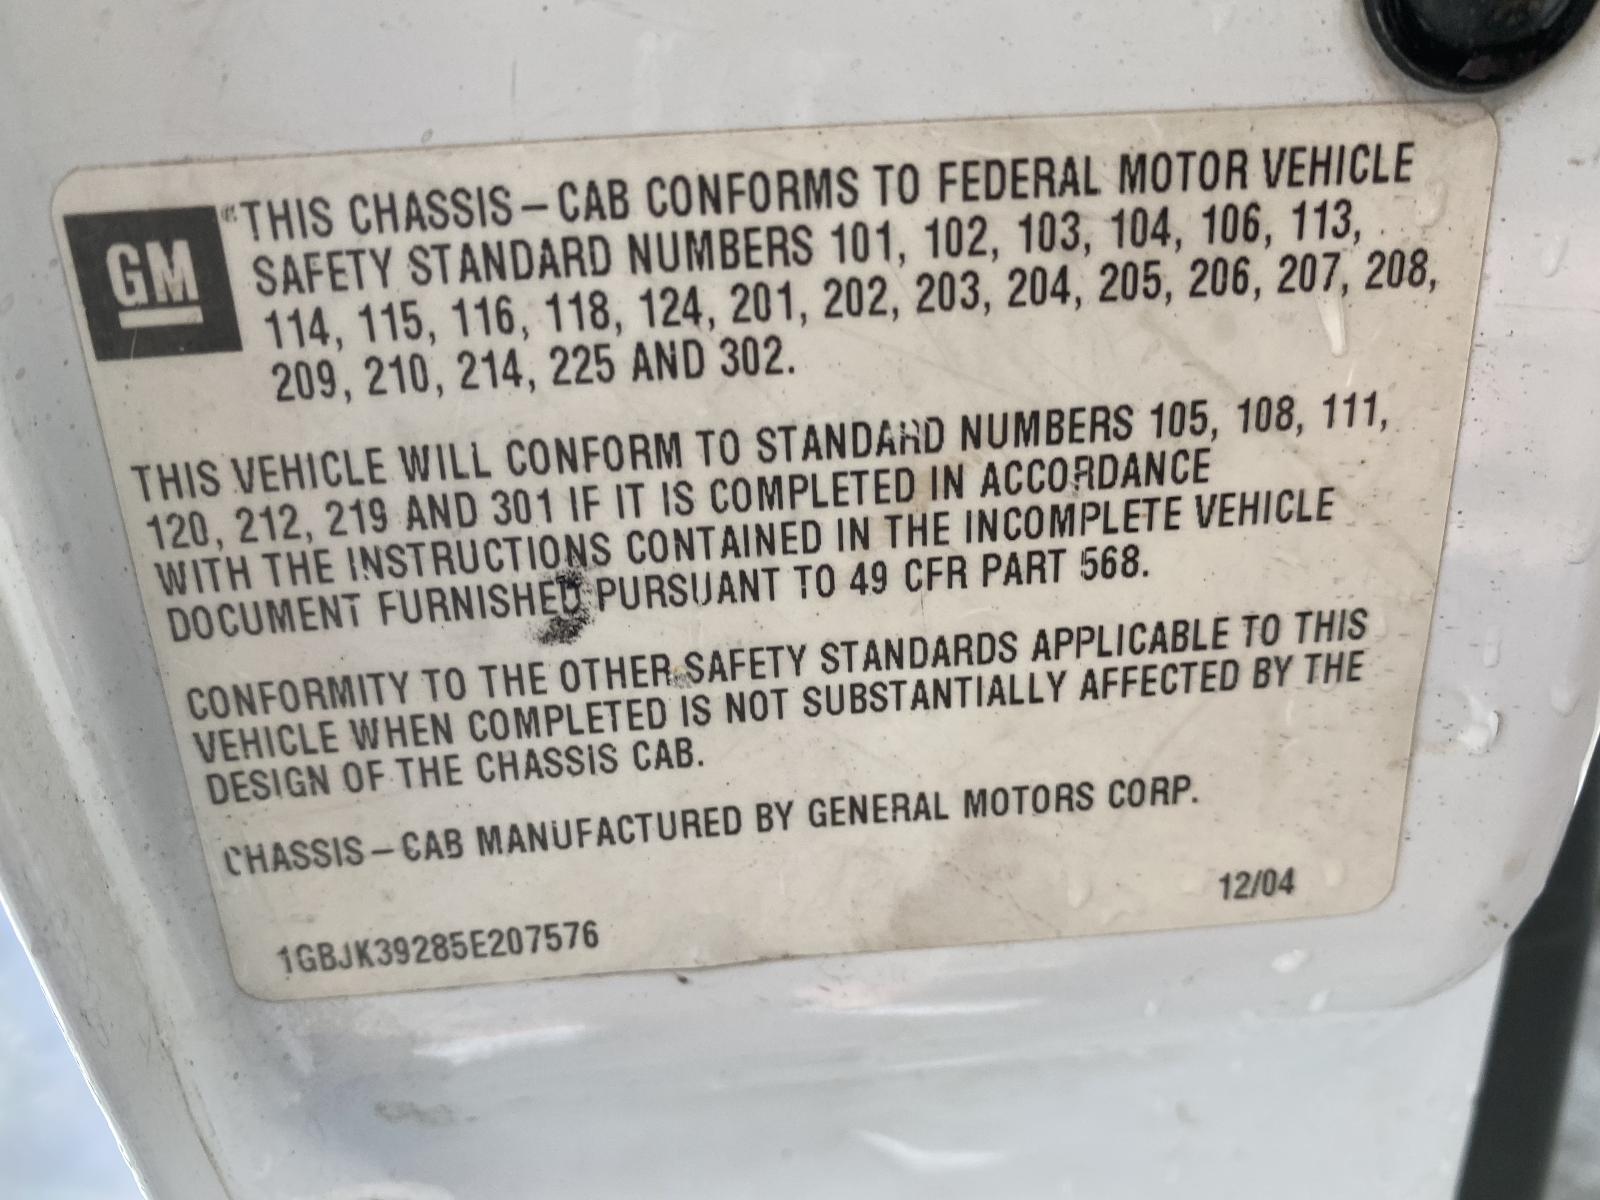 GM
"THIS CHASSIS–CAB CONFORMS TO FEDERAL MOTOR VEHICLE
SAFETY STANDARD NUMBERS 101, 102, 103, 104, 106, 113,
114, 115, 116, 118, 124, 201, 202, 203, 204, 205, 206, 207, 208,
209, 210, 214, 225 AND 302.
THIS VEHICLE WILL CONFORM TO STANDARD NUMBERS 105, 108, 111,
120, 212, 219 AND 301 IF IT IS COMPLETED IN ACCORDANCE
WITH THE INSTRUCTIONS CONTAINED IN THE INCOMPLETE VEHICLE
DOCUMENT FURNISHED PURSUANT TO 49 CFR PART 568.
CONFORMITY TO THE OTHER SAFETY STANDARDS APPLICABLE TO THIS
VEHICLE WHEN COMPLETED IS NOT SUBSTANTIALLY AFFECTED BY THE
DESIGN OF THE CHASSIS CAB.
CHASSIS–CAB MANUFACTURED BY GENERAL MOTORS CORP.
12/04
1GBJK39285E207576